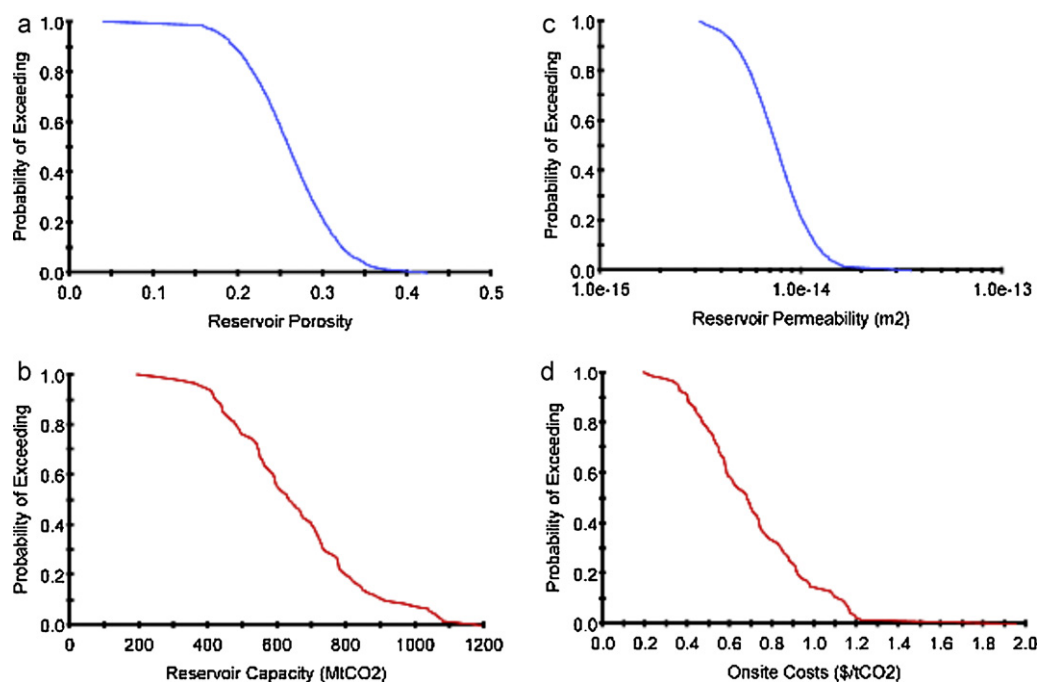 a
Probability of Exceeding
1.0
0.8
0.6
0.4
0.2
0.0
0.0 0.1 0.2 0.3 0.4 0.5
Reservoir Porosity
c
Probability of Exceeding
1.0
0.8
0.6
0.4
0.2
0.0
1.0e-15 1.0e-14 1.0e-13
Reservoir Permeability (m2)
b
Probability of Exceeding
1.0
0.8
0.6
0.4
0.2
0.0
0 200 400 600 800 1000 1200
Reservoir Capacity (MtCO2)
d
Probability of Exceeding
1.0
0.8
0.6
0.4
0.2
0.0
0.0 0.2 0.4 0.6 0.8 1.0 1.2 1.4 1.6 1.8 2.0
Onsite Costs ($/tCO2)